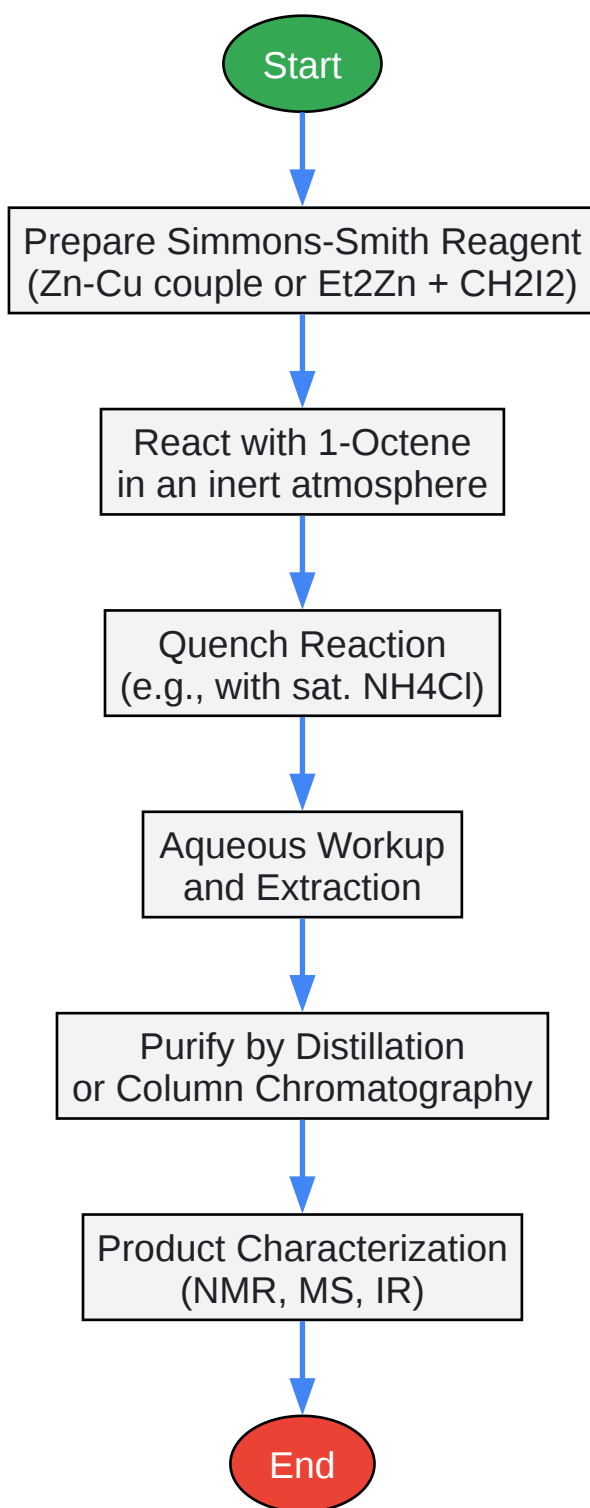 Start
Prepare Simmons-Smith Reagent
(Zn-Cu couple or Et2Zn + CH2I2)
React with 1-Octene
in an inert atmosphere
Quench Reaction
(e.g., with sat. NH4Cl)
Aqueous Workup
and Extraction
Purify by Distillation
or Column Chromatography
Product Characterization
(NMR, MS, IR)
End